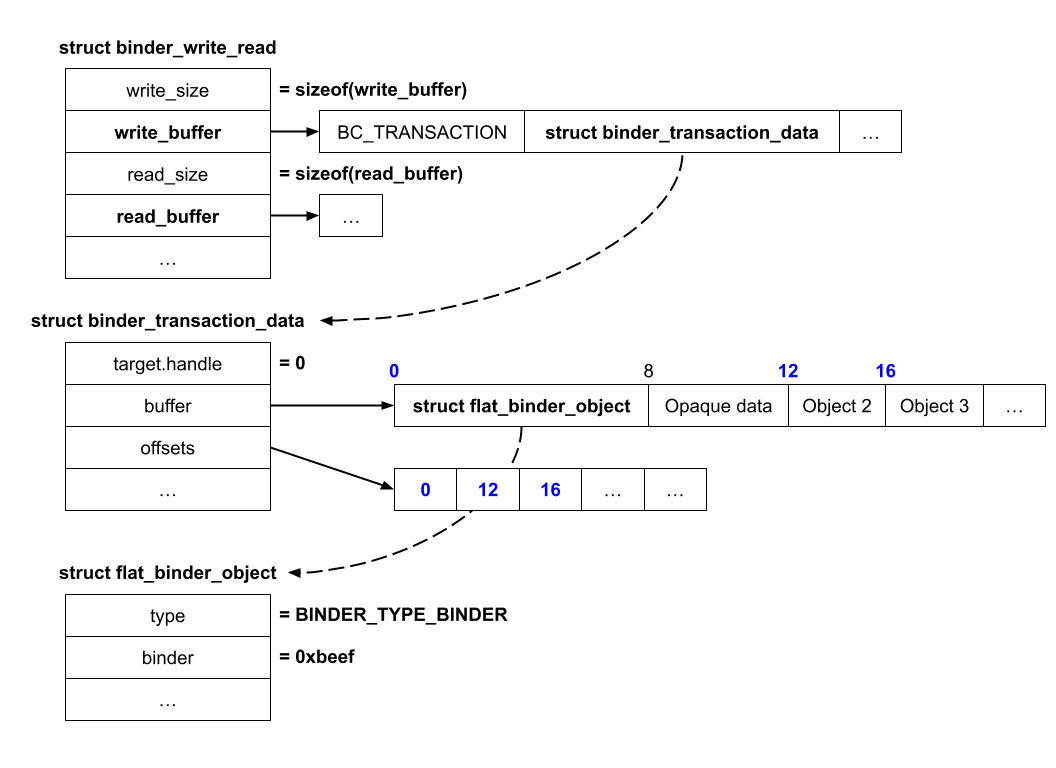 struct binder_write_read
write_size = sizeof(write_buffer)
write_buffer BC_TRANSACTION struct binder_transaction_data …
read_size = sizeof(read_buffer)
read_buffer …
…
struct binder_transaction_data
target.handle = 0
0 8 12 16
buffer struct flat_binder_object Opaque data Object 2 Object 3 …
offsets
… 0 12 16 … …
struct flat_binder_object
type = BINDER_TYPE_BINDER
binder = 0xbeef
…